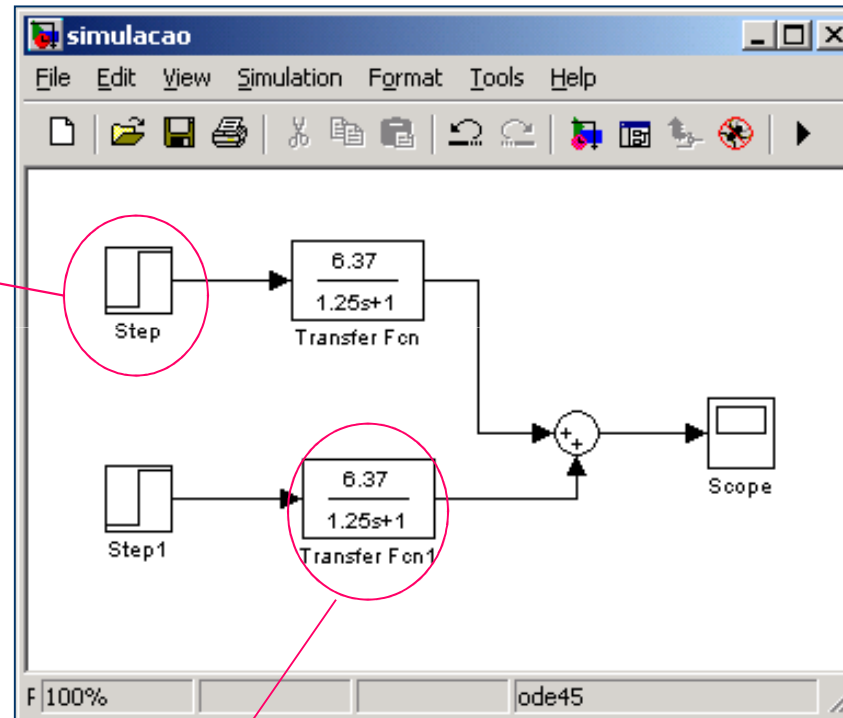 simulacao
File Edit View Simulation Format Tools Help
6.37
1.25s+1
Step
Transfer Fcn
+
+
Scope
6.37
1.25s+1
Step1
Transfer Fcn1
F 100% ode45